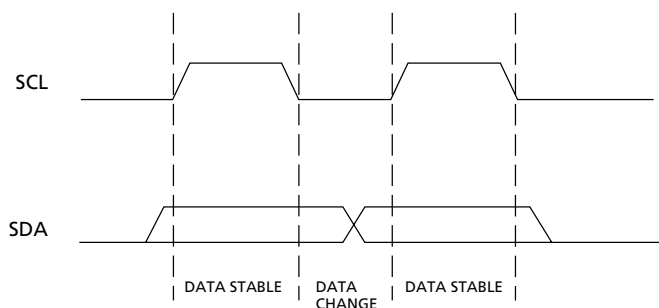 SCL
SDA
DATA STABLE
DATA
CHANGE
DATA STABLE